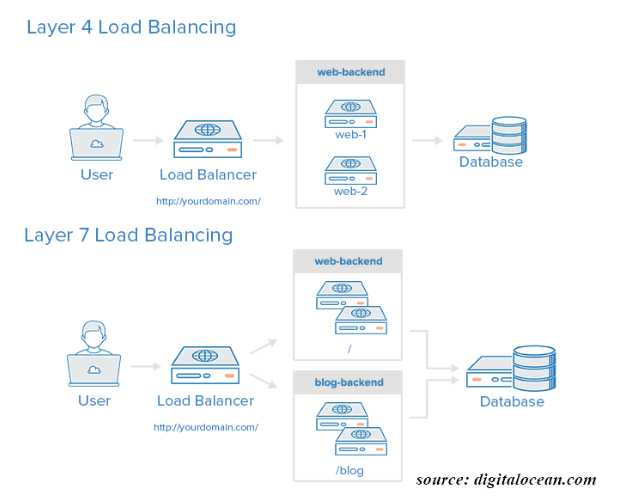 Layer 4 Load Balancing
web-backend
web-1
web-2
User
Load Balancer
Database
http://yourdomain.com/
Layer 7 Load Balancing
web-backend
/
User
Load Balancer
Database
http://yourdomain.com/
blog-backend
/blog
source: digitalocean.com